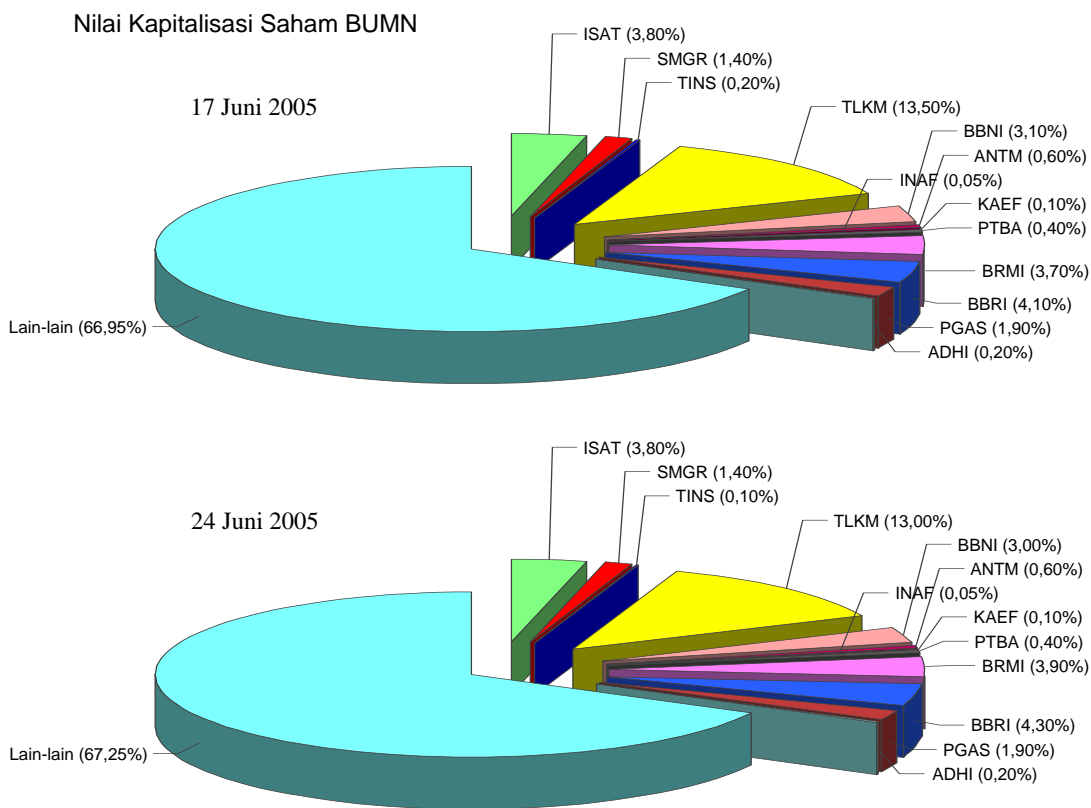 Nilai Kapitalisasi Saham BUMN
17 Juni 2005
ISAT (3,80%)
SMGR (1,40%)
TINS (0,20%)
TLKM (13,50%)
BBNI (3,10%)
ANTM (0,60%)
INAF (0,05%)
KAEF (0,10%)
PTBA (0,40%)
BRMI (3,70%)
BBRI (4,10%)
PGAS (1,90%)
ADHI (0,20%)
Lain-lain (66,95%)
24 Juni 2005
ISAT (3,80%)
SMGR (1,40%)
TINS (0,10%)
TLKM (13,00%)
BBNI (3,00%)
ANTM (0,60%)
INAF (0,05%)
KAEF (0,10%)
PTBA (0,40%)
BRMI (3,90%)
BBRI (4,30%)
PGAS (1,90%)
ADHI (0,20%)
Lain-lain (67,25%)